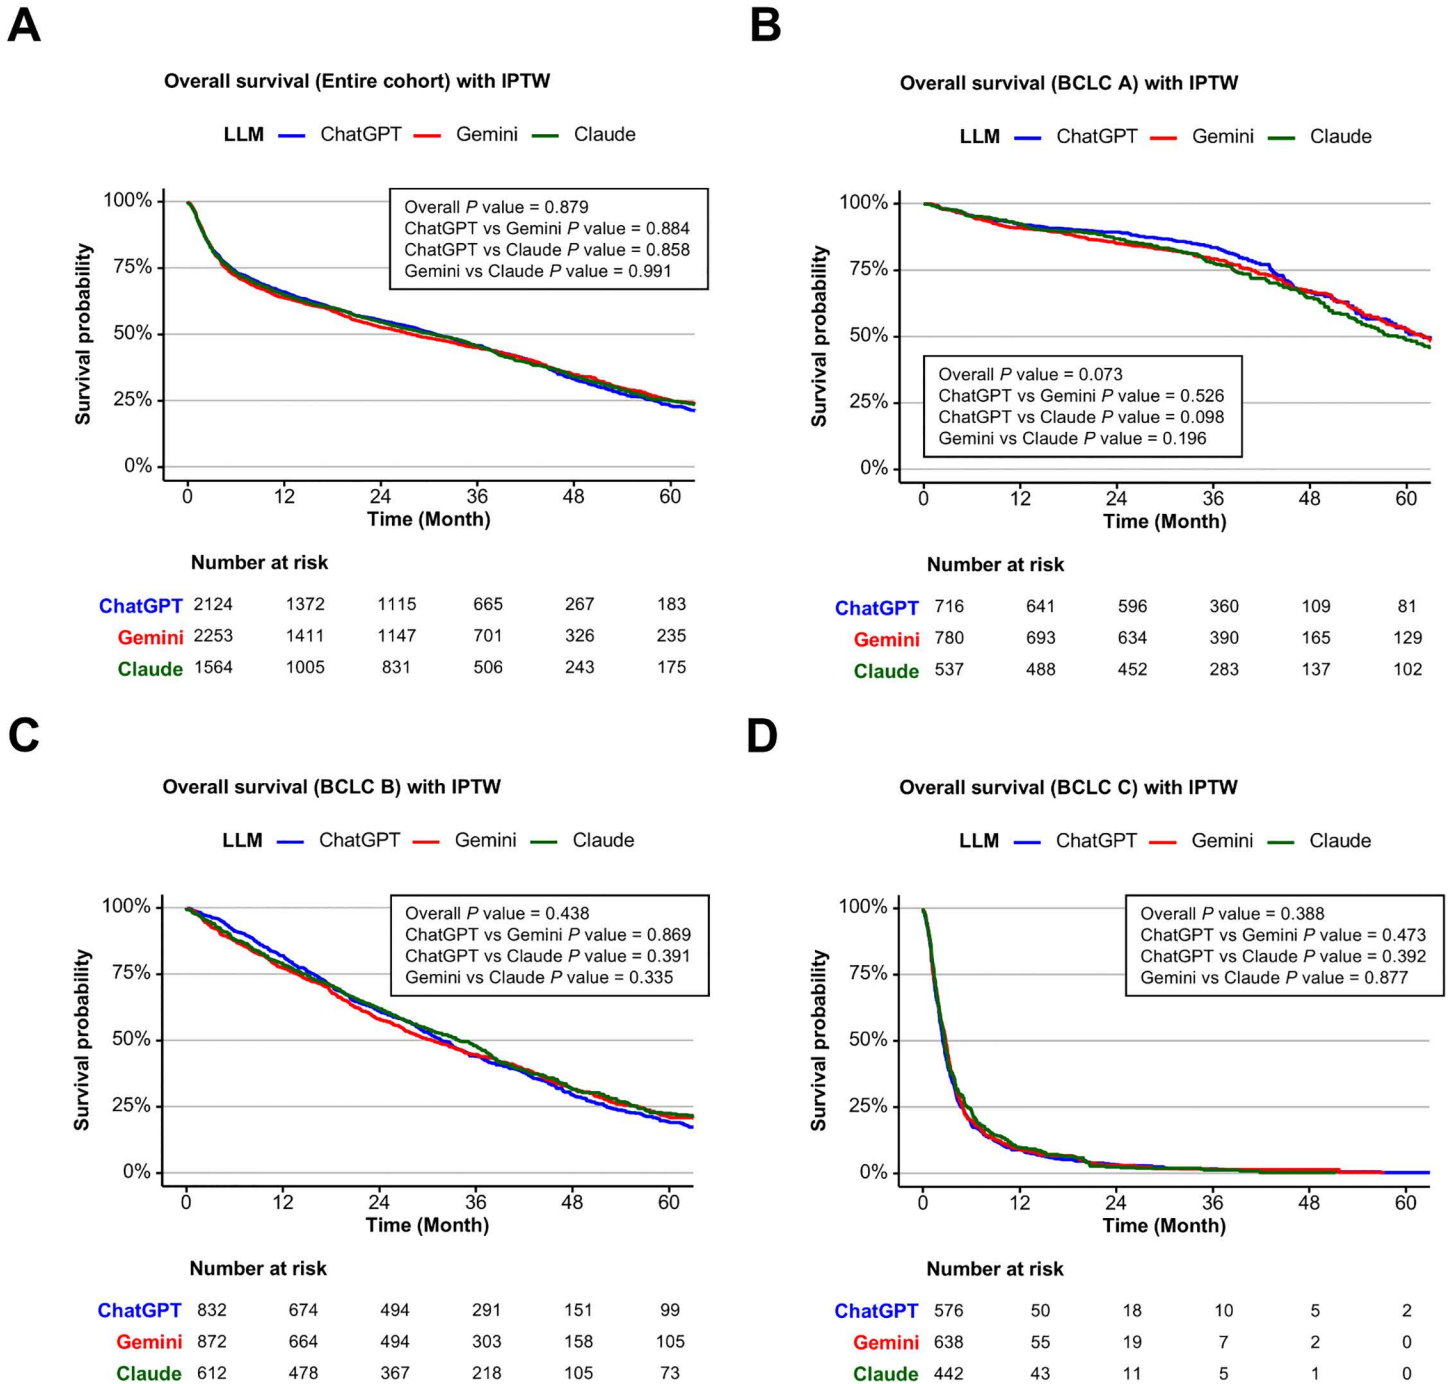 A
Overall survival (Entire cohort) with IPTW
LLM ChatGPT Gemini Claude
Overall P value = 0.879
ChatGPT vs Gemini P value = 0.884
ChatGPT vs Claude P value = 0.858
Gemini vs Claude P value = 0.991
Survival probability
100%
75%
50%
25%
0%
0 12 24 36 48 60
Time (Month)
Number at risk
ChatGPT 2124 1372 1115 665 267 183
Gemini 2253 1411 1147 701 326 235
Claude 1564 1005 831 506 243 175
B
Overall survival (BCLC A) with IPTW
LLM ChatGPT Gemini Claude
Survival probability
100%
75%
50%
25%
0%
Overall P value = 0.073
ChatGPT vs Gemini P value = 0.526
ChatGPT vs Claude P value = 0.098
Gemini vs Claude P value = 0.196
0 12 24 36 48 60
Time (Month)
Number at risk
ChatGPT 716 641 596 360 109 81
Gemini 780 693 634 390 165 129
Claude 537 488 452 283 137 102
C
Overall survival (BCLC B) with IPTW
LLM ChatGPT Gemini Claude
Overall P value = 0.438
ChatGPT vs Gemini P value = 0.869
ChatGPT vs Claude P value = 0.391
Gemini vs Claude P value = 0.335
Survival probability
100%
75%
50%
25%
0%
0 12 24 36 48 60
Time (Month)
Number at risk
ChatGPT 832 674 494 291 151 99
Gemini 872 664 494 303 158 105
Claude 612 478 367 218 105 73
D
Overall survival (BCLC C) with IPTW
LLM ChatGPT Gemini Claude
Overall P value = 0.388
ChatGPT vs Gemini P value = 0.473
ChatGPT vs Claude P value = 0.392
Gemini vs Claude P value = 0.877
Survival probability
100%
75%
50%
25%
0%
0 12 24 36 48 60
Time (Month)
Number at risk
ChatGPT 576 50 18 10 5 2
Gemini 638 55 19 7 2 0
Claude 442 43 11 5 1 0